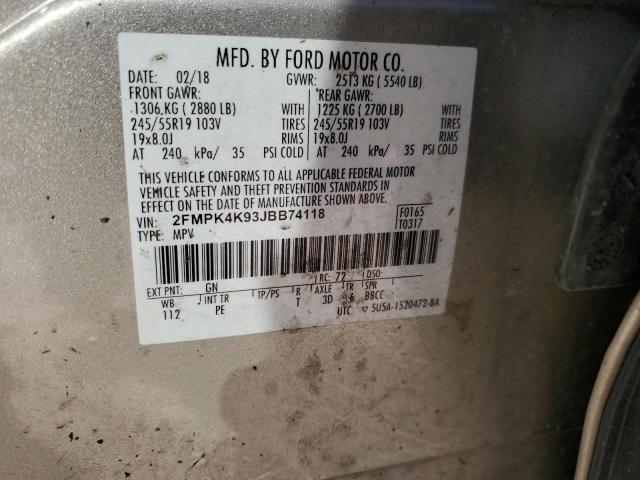 MFD. BY FORD MOTOR CO.
DATE: 02/18 GVWR: 2513 KG ( 5540 LB)
FRONT GAWR: REAR GAWR:
1306 KG ( 2880 LB) WITH 1225 KG ( 2700 LB) WITH
245/55R19 103V TIRES 245/55R19 103V TIRES
19x8.0J RIMS 19x8.0J RIMS
AT 240 kPa/ 35 PSI COLD AT 240 kPa/ 35 PSI COLD
THIS VEHICLE CONFORMS TO ALL APPLICABLE FEDERAL MOTOR
VEHICLE SAFETY AND THEFT PREVENTION STANDARDS IN
EFFECT ON THE DATE OF MANUFACTURE SHOWN ABOVE.
VIN: 2FMPK4K93JBB74118 F0165
TYPE: MPV T0317
EXT PNT: GN RC: 72 DSO:
WB INT TR TP/PS R AXLE TR SPR
112 PE T 3D 6 BBCC
UTC ▽ 5U5A-1520472-BA